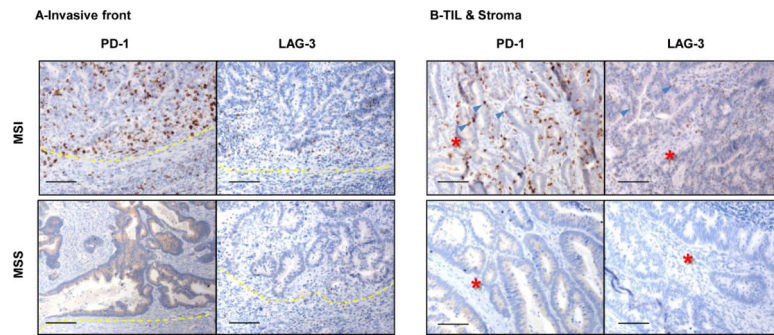 A-Invasive front
B-TIL & Stroma
PD-1
LAG-3
PD-1
LAG-3
MSI
MSS